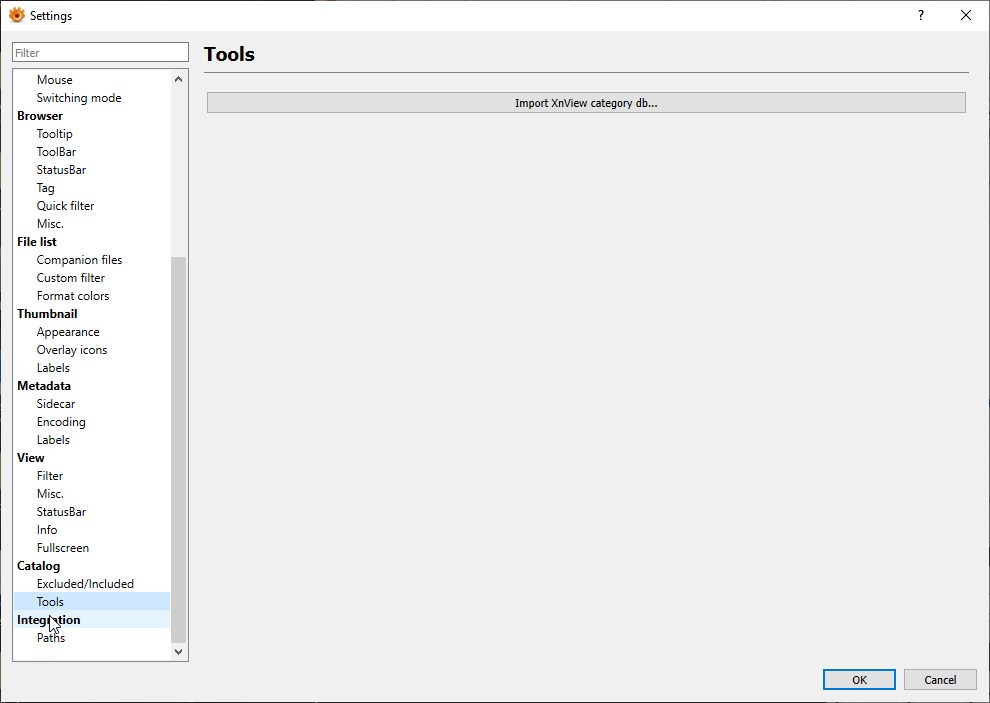 Settings
?
Filter
Tools
Import XnView category db...
Mouse
Switching mode
Browser
Tooltip
ToolBar
StatusBar
Tag
Quick filter
Misc.
File list
Companion files
Custom filter
Format colors
Thumbnail
Appearance
Overlay icons
Labels
Metadata
Sidecar
Encoding
Labels
View
Filter
Misc.
StatusBar
Info
Fullscreen
Catalog
Excluded/Included
Tools
Integration
Paths
OK
Cancel